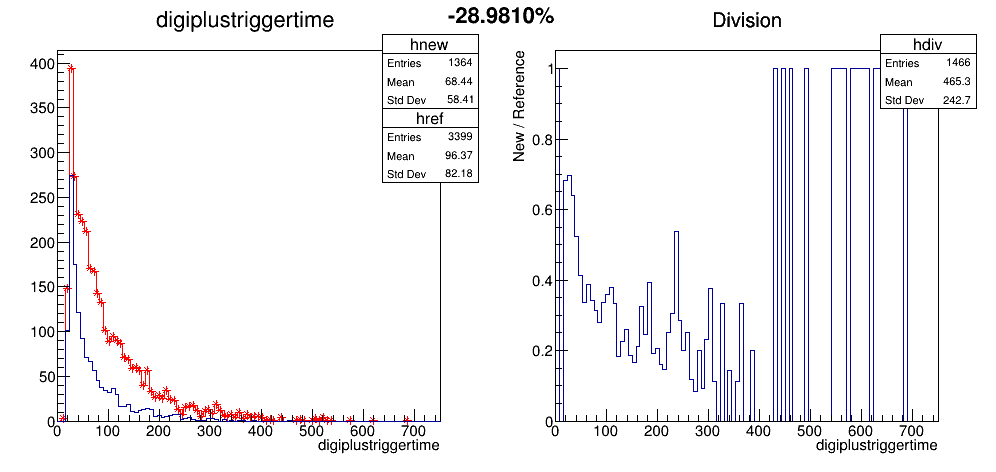 digiplustriggertime
-28.9810%
Division
hnew
Entries 1364
Mean 68.44
Std Dev 58.41
href
Entries 3399
Mean 96.37
Std Dev 82.18
400
350
300
250
200
150
100
50
0
0 100 200 300 400 500 600 700
digiplustriggertime
hdiv
Entries 1466
Mean 465.3
Std Dev 242.7
New / Reference
1
0.8
0.6
0.4
0.2
0
0 100 200 300 400 500 600 700
digiplustriggertime